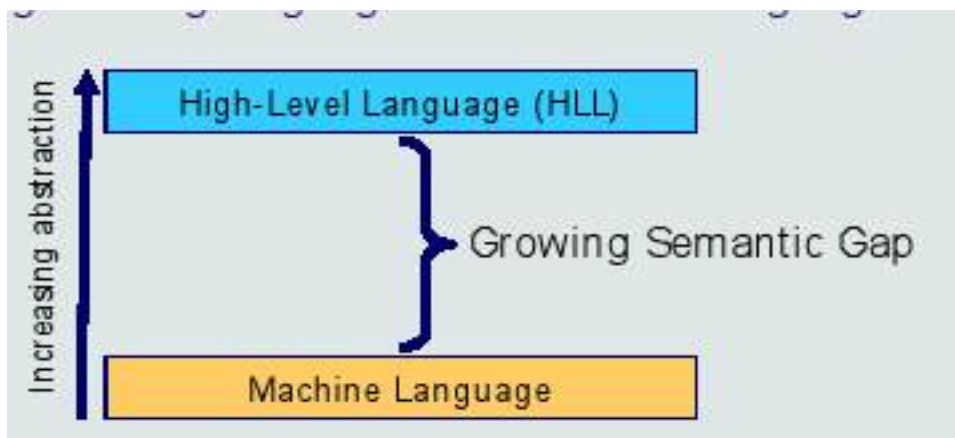 High-Level Language (HLL)
Increasing abstraction
Growing Semantic Gap
Machine Language